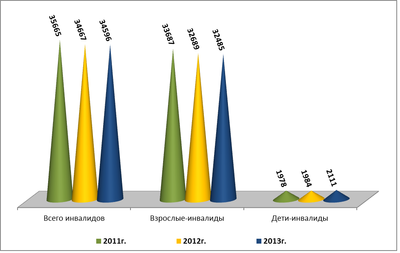 35665 34667 34596 33687 32689 32485 1978 1984 2111
Всего инвалидов Взрослые-инвалиды Дети-инвалиды
2011г. 2012г. 2013г.